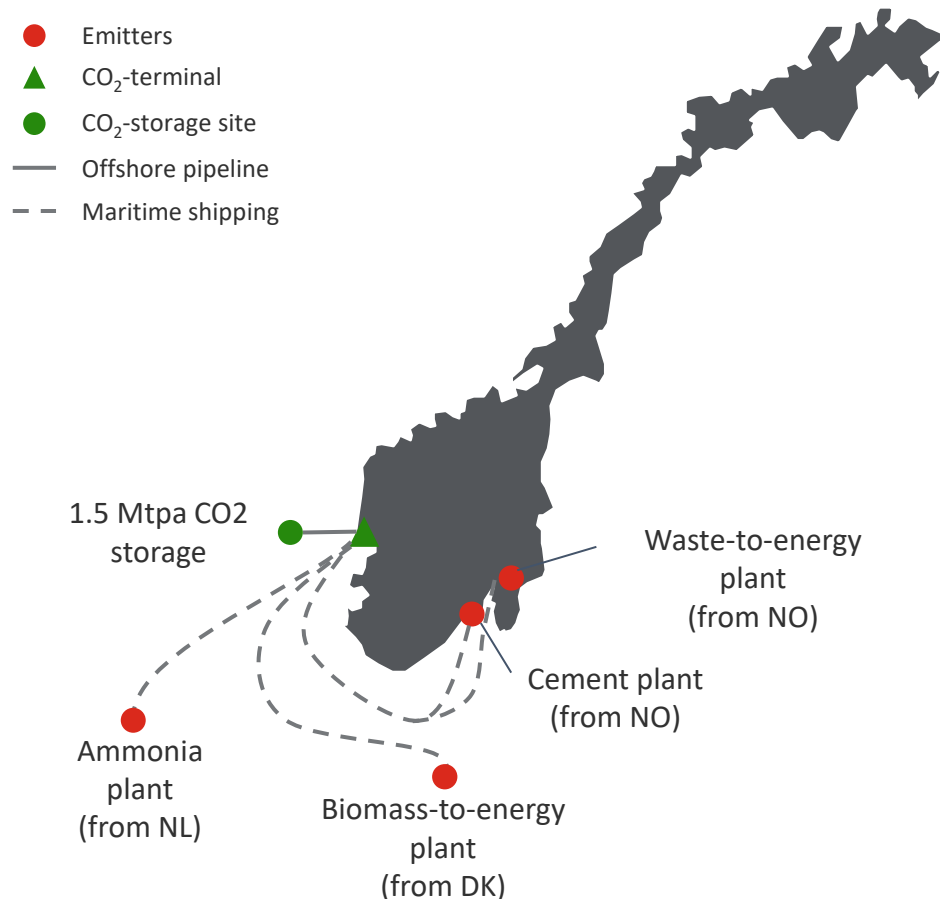 Emitters
CO₂-terminal
CO₂-storage site
Offshore pipeline
Maritime shipping
1.5 Mtpa CO2
storage
Waste-to-energy
plant
(from NO)
Cement plant
(from NO)
Ammonia
plant
(from NL)
Biomass-to-energy
plant
(from DK)